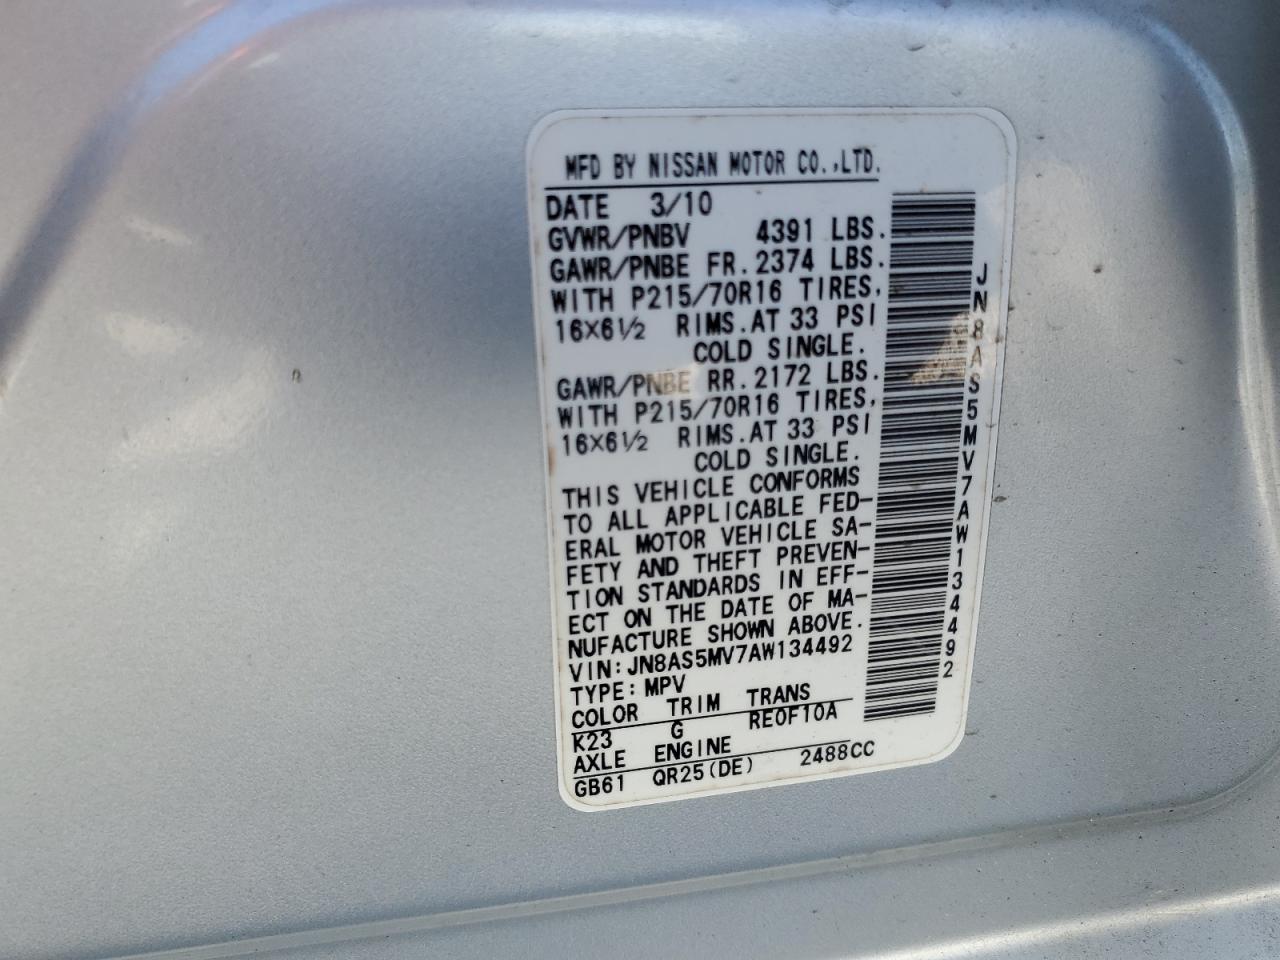 MFD BY NISSAN MOTOR CO.,LTD.
DATE 3/10
GVWR/PNBV 4391 LBS.
GAWR/PNBE FR.2374 LBS.
WITH P215/70R16 TIRES,
16×6½ RIMS.AT 33 PSI
COLD SINGLE.
GAWR/PNBE RR.2172 LBS.
WITH P215/70R16 TIRES,
16×6½ RIMS.AT 33 PSI
COLD SINGLE.
THIS VEHICLE CONFORMS
TO ALL APPLICABLE FED-
ERAL MOTOR VEHICLE SA-
FETY AND THEFT PREVEN-
TION STANDARDS IN EFF-
ECT ON THE DATE OF MA-
NUFACTURE SHOWN ABOVE.
VIN:JN8AS5MV7AW134492
TYPE:MPV
COLOR TRIM TRANS
K23 G RE0F10A
AXLE ENGINE
GB61 QR25(DE) 2488CC
JN8AS5MV7AW134492